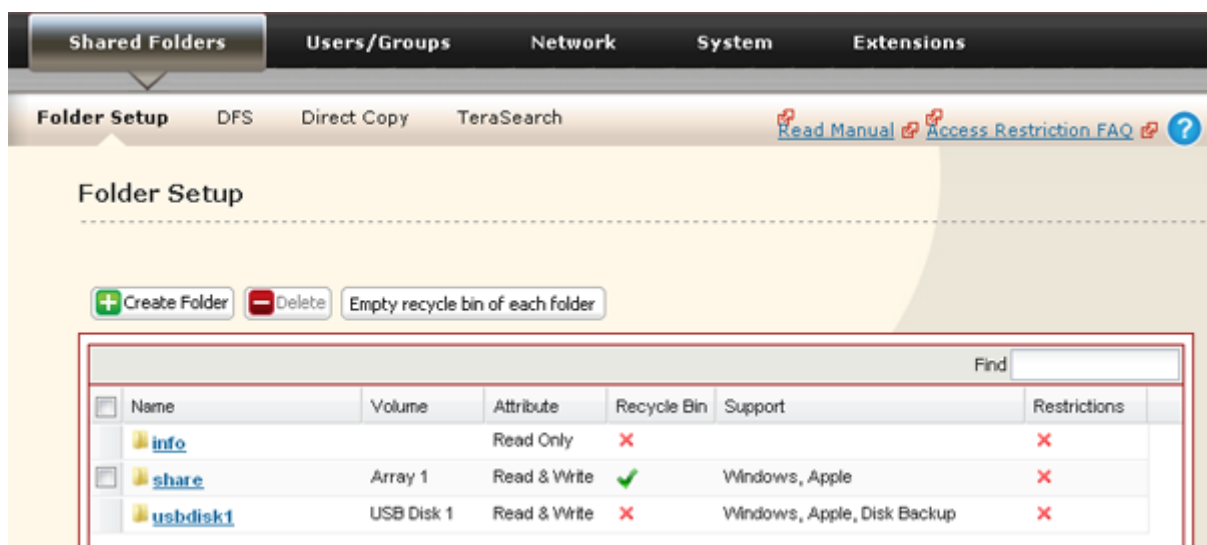 Shared Folders Users/Groups Network System Extensions
Folder Setup DFS Direct Copy TeraSearch Read Manual Access Restriction FAQ ?
Folder Setup
Create Folder Delete Empty recycle bin of each folder
Find
Name Volume Attribute Recycle Bin Support Restrictions
info Read Only
share Array 1 Read & Write Windows, Apple
usbdisk1 USB Disk 1 Read & Write Windows, Apple, Disk Backup